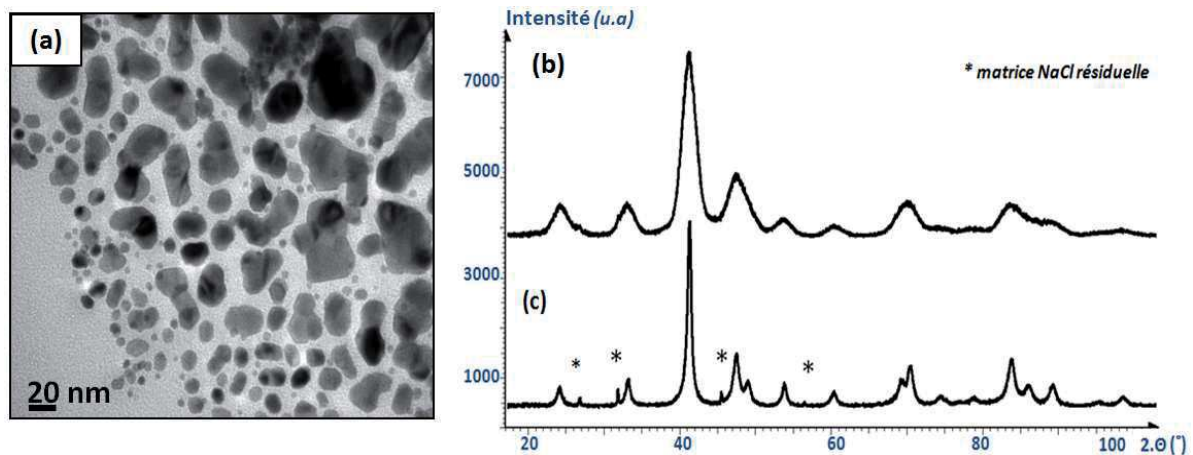 (a)
20 nm
Intensité (u.a)
(b)
* matrice NaCl résiduelle
7000
5000
3000
(c)
* * * *
1000
20 40 60 80 100 2.Θ (°)